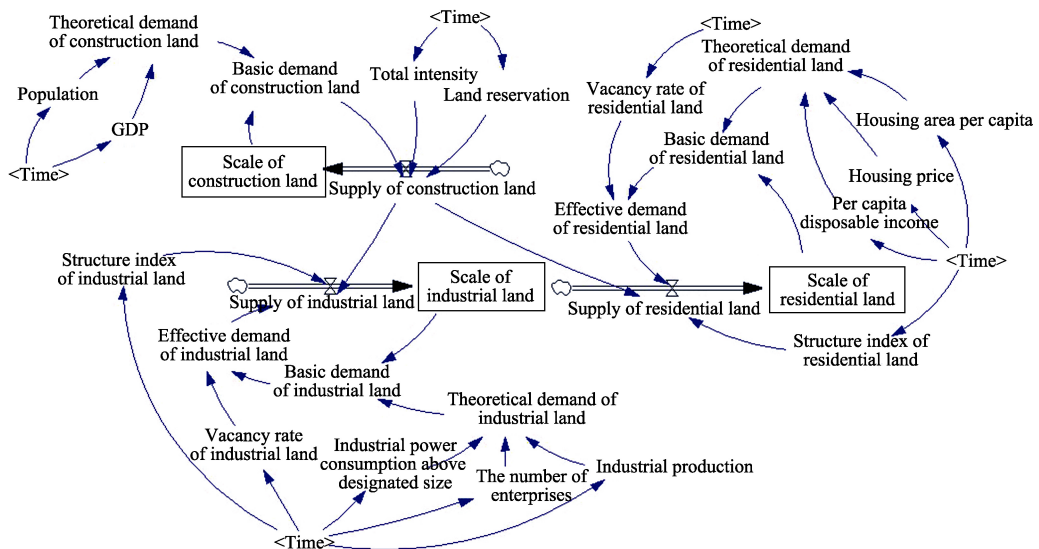 Theoretical demand
of construction land
<Time>
<Time>
Theoretical demand
of residential land
Basic demand
of construction land
Total intensity
Land reservation
Vacancy rate of
residential land
Population
GDP
<Time>
Housing area per capita
Basic demand
of residential land
Scale of
construction land
Supply of construction land
Housing price
Per capita
disposable income
Effective demand
of residential land
<Time>
Structure index
of industrial land
Supply of industrial land
Scale of
industrial land
Supply of residential land
Scale of
residential land
Effective demand
of industrial land
Structure index of
residential land
Basic demand
of industrial land
Theoretical demand of
industrial land
Vacancy rate
of industrial land
Industrial power
consumption above
designated size
The number of
enterprises
Industrial production
<Time>